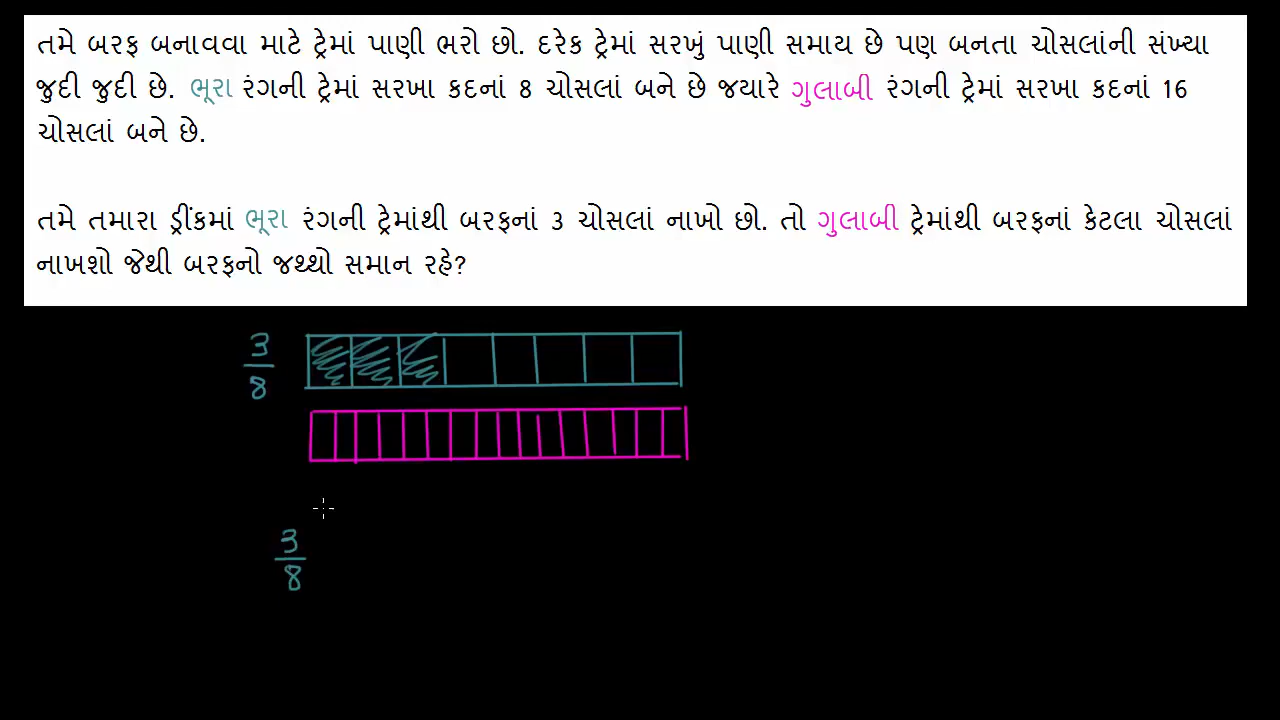 તમે બરફ બનાવવા માટે ટ્રેમાં પાણી ભરો છો. દરેક ટ્રેમાં સરખું પાણી સમાય છે પણ બનતા ચોસલાંની સંખ્યા
જુદી જુદી છે. ભૂરા રંગની ટ્રેમાં સરખા કદનાં 8 ચોસલાં બને છે જયારે ગુલાબી રંગની ટ્રેમાં સરખા કદનાં 16
ચોસલાં બને છે.
તમે તમારા ડ્રીંકમાં ભૂરા રંગની ટ્રેમાંથી બરફનાં 3 ચોસલાં નાખો છો. તો ગુલાબી ટ્રેમાંથી બરફનાં કેટલા ચોસલાં
નાખશો જેથી બરફનો જથ્થો સમાન રહે?
3
8
3
8